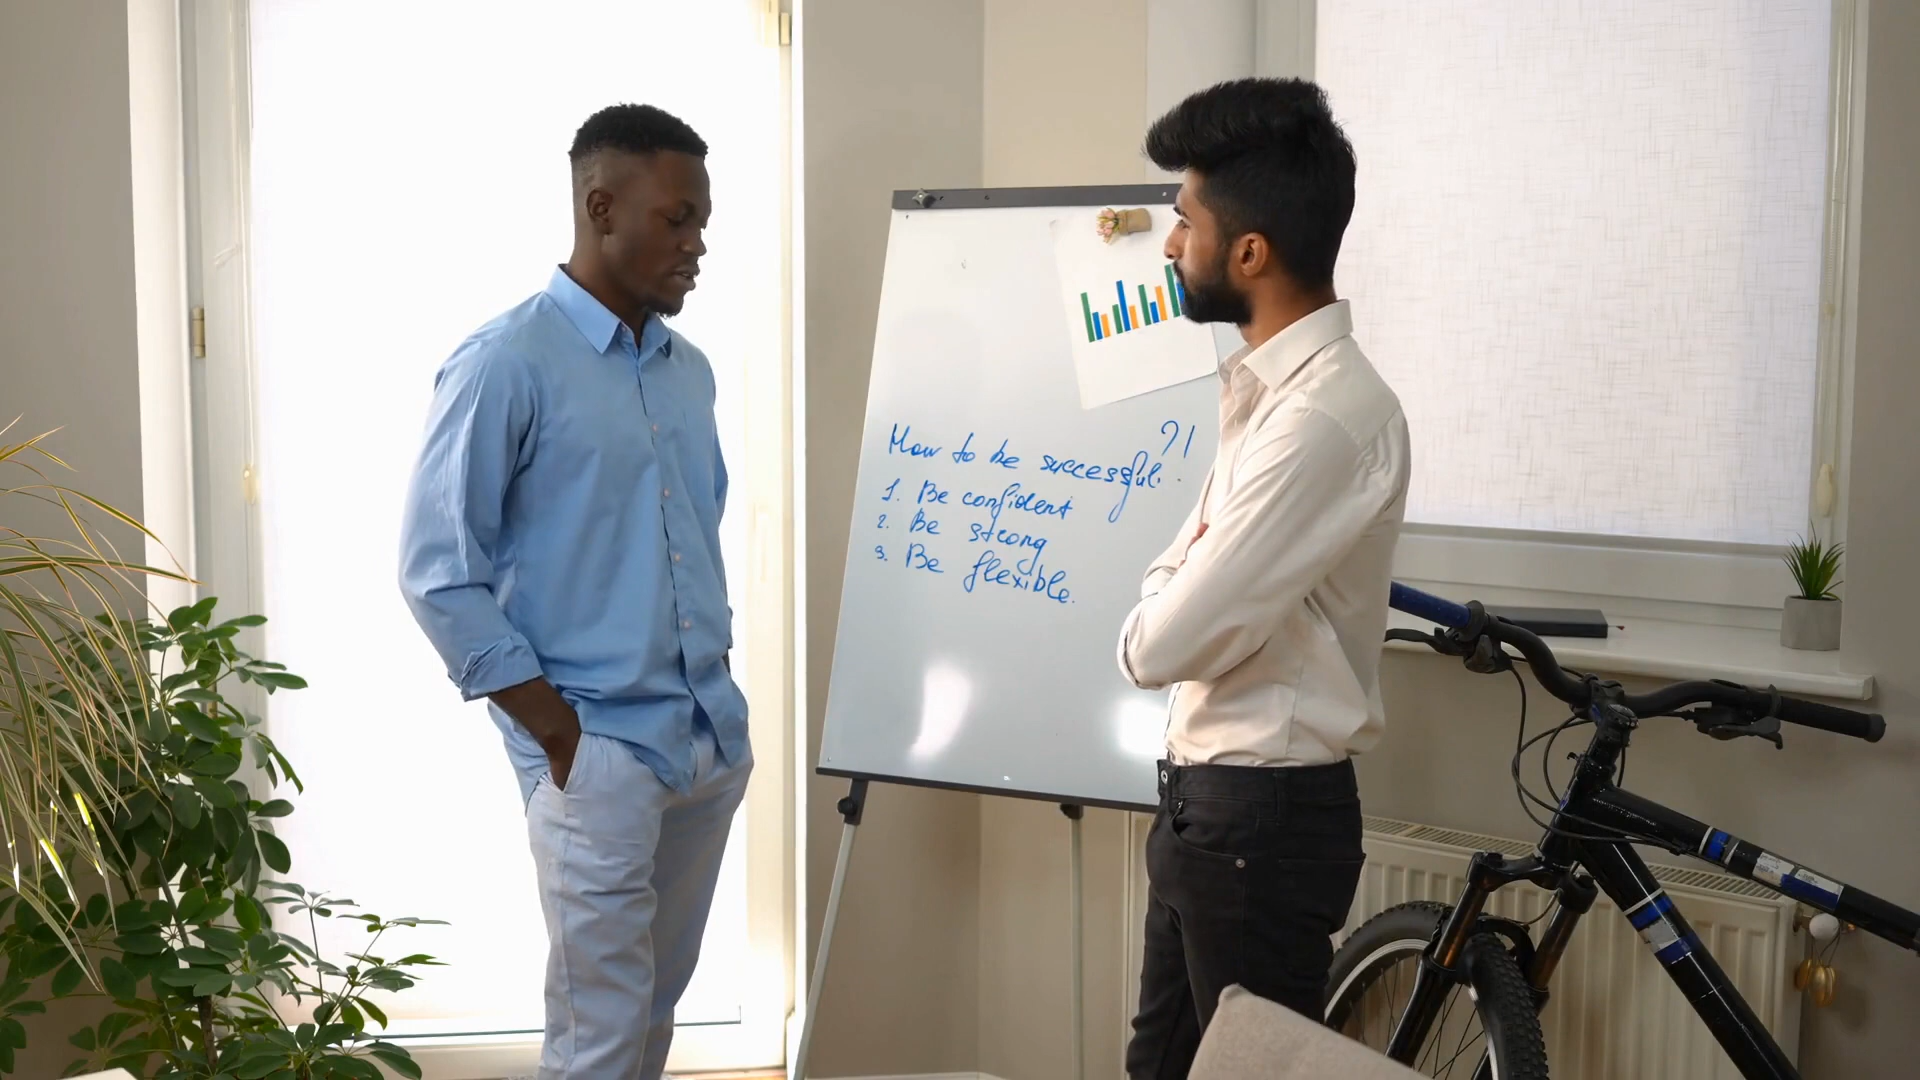 How to be successful?!
1. Be confident
2. Be strong
3. Be flexible.